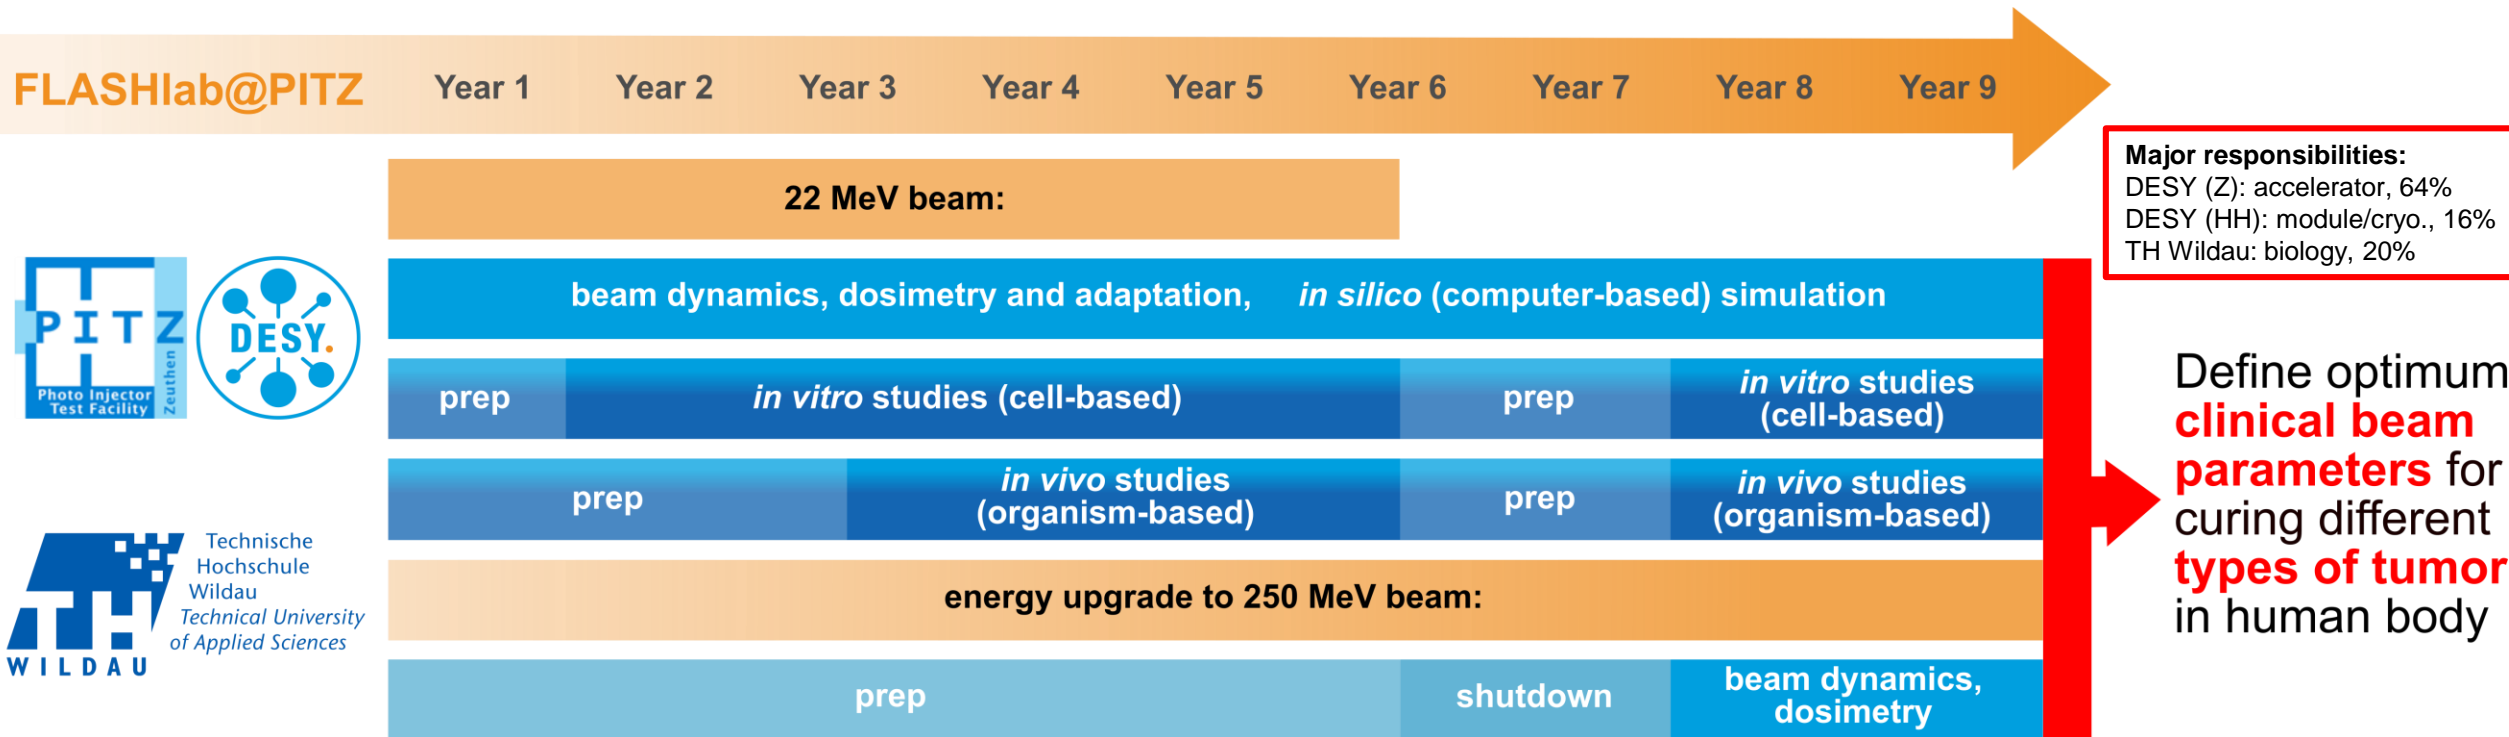 FLASHlab@PITZ Year 1 Year 2 Year 3 Year 4 Year 5 Year 6 Year 7 Year 8 Year 9
Major responsibilities:
DESY (Z): accelerator, 64%
DESY (HH): module/cryo., 16%
TH Wildau: biology, 20%
22 MeV beam:
beam dynamics, dosimetry and adaptation, in silico (computer-based) simulation
PITZ
Photo Injector
Test Facility
Zeuthen
DESY.
prep
in vitro studies (cell-based)
prep
in vitro studies
(cell-based)
prep
in vivo studies
(organism-based)
prep
in vivo studies
(organism-based)
Define optimum
clinical beam
parameters for
curing different
types of tumor
in human body
TH
WILDAU
Technische
Hochschule
Wildau
Technical University
of Applied Sciences
energy upgrade to 250 MeV beam:
prep
shutdown
beam dynamics,
dosimetry